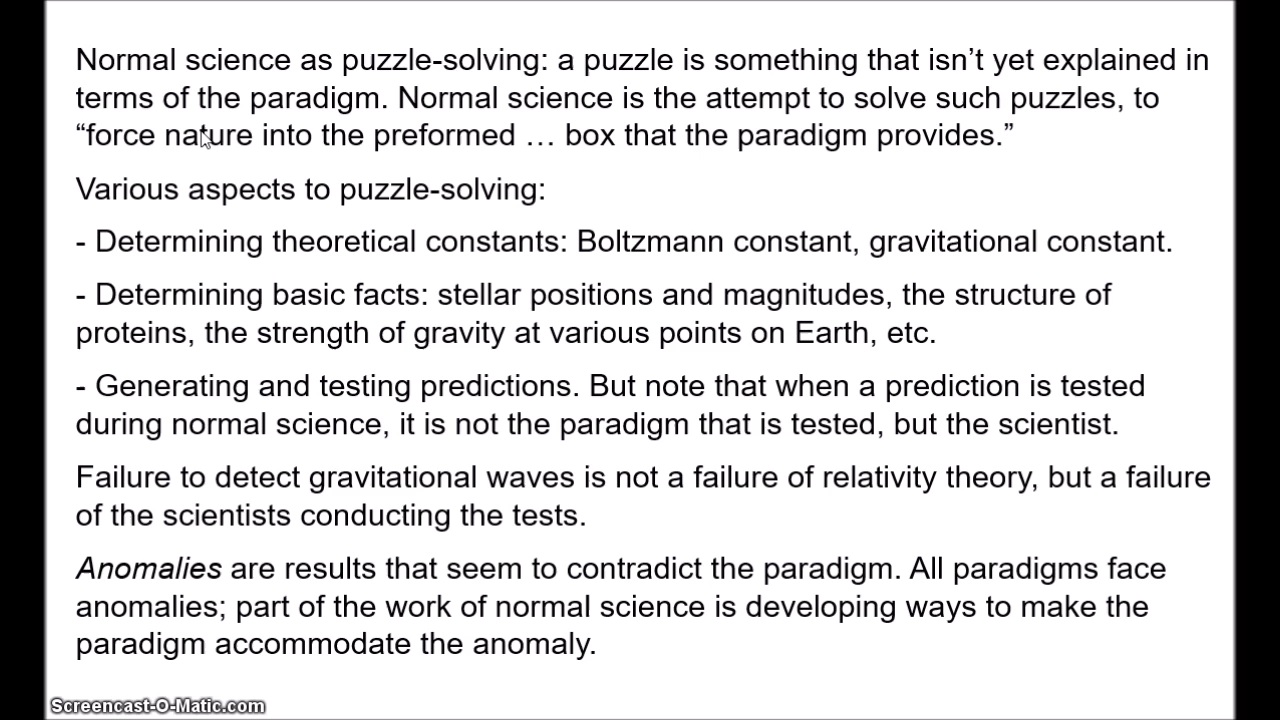 Normal science as puzzle-solving: a puzzle is something that isn’t yet explained in
terms of the paradigm. Normal science is the attempt to solve such puzzles, to
“force nature into the preformed … box that the paradigm provides.”
Various aspects to puzzle-solving:
- Determining theoretical constants: Boltzmann constant, gravitational constant.
- Determining basic facts: stellar positions and magnitudes, the structure of
proteins, the strength of gravity at various points on Earth, etc.
- Generating and testing predictions. But note that when a prediction is tested
during normal science, it is not the paradigm that is tested, but the scientist.
Failure to detect gravitational waves is not a failure of relativity theory, but a failure
of the scientists conducting the tests.
Anomalies are results that seem to contradict the paradigm. All paradigms face
anomalies; part of the work of normal science is developing ways to make the
paradigm accommodate the anomaly.
Screencast-O-Matic.com